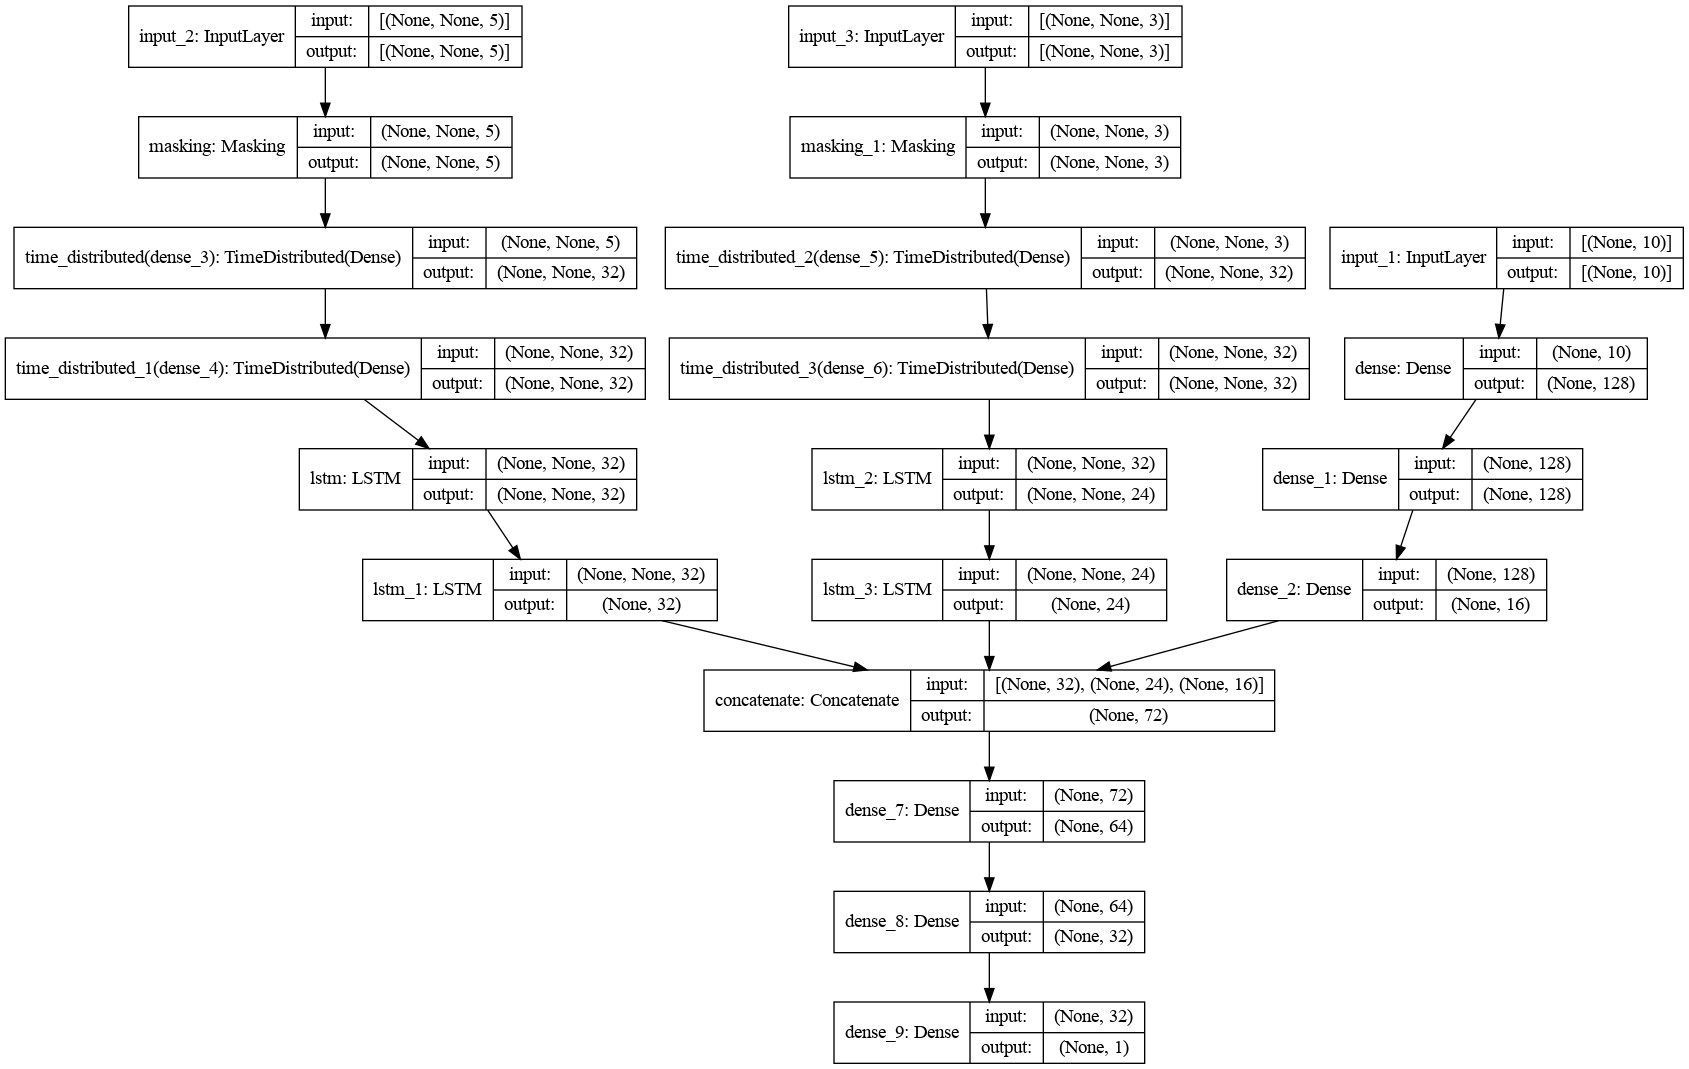 input_2: InputLayer
input: [(None, None, 5)]
output: [(None, None, 5)]
input_3: InputLayer
input: [(None, None, 3)]
output: [(None, None, 3)]
masking: Masking
input: (None, None, 5)
output: (None, None, 5)
masking_1: Masking
input: (None, None, 3)
output: (None, None, 3)
time_distributed(dense_3): TimeDistributed(Dense)
input: (None, None, 5)
output: (None, None, 32)
time_distributed_2(dense_5): TimeDistributed(Dense)
input: (None, None, 3)
output: (None, None, 32)
input_1: InputLayer
input: [(None, 10)]
output: [(None, 10)]
time_distributed_1(dense_4): TimeDistributed(Dense)
input: (None, None, 32)
output: (None, None, 32)
time_distributed_3(dense_6): TimeDistributed(Dense)
input: (None, None, 32)
output: (None, None, 32)
dense: Dense
input: (None, 10)
output: (None, 128)
lstm: LSTM
input: (None, None, 32)
output: (None, None, 32)
lstm_2: LSTM
input: (None, None, 32)
output: (None, None, 24)
dense_1: Dense
input: (None, 128)
output: (None, 128)
lstm_1: LSTM
input: (None, None, 32)
output: (None, 32)
lstm_3: LSTM
input: (None, None, 24)
output: (None, 24)
dense_2: Dense
input: (None, 128)
output: (None, 16)
concatenate: Concatenate
input: [(None, 32), (None, 24), (None, 16)]
output: (None, 72)
dense_7: Dense
input: (None, 72)
output: (None, 64)
dense_8: Dense
input: (None, 64)
output: (None, 32)
dense_9: Dense
input: (None, 32)
output: (None, 1)